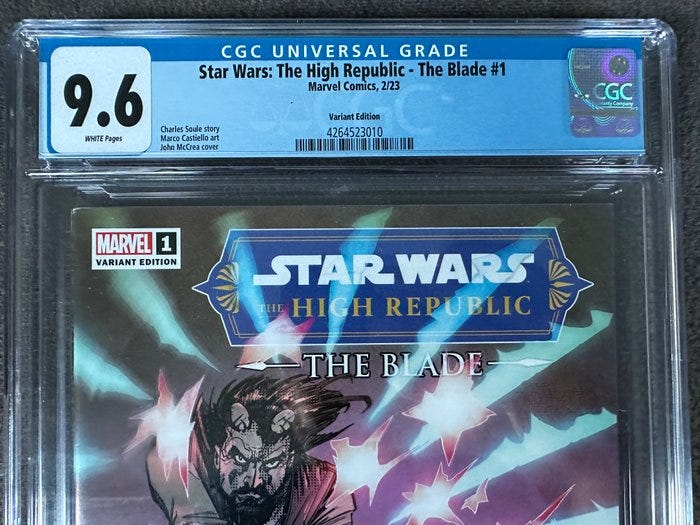 CGC UNIVERSAL GRADE
9.6
WHITE Pages
Star Wars: The High Republic - The Blade #1
Marvel Comics, 2/23
Variant Edition
4264523010
Charles Soule story
Marco Castiello art
John McCrea cover
CGC
MARVEL 1
VARIANT EDITION
STAR WARS
THE HIGH REPUBLIC
THE BLADE